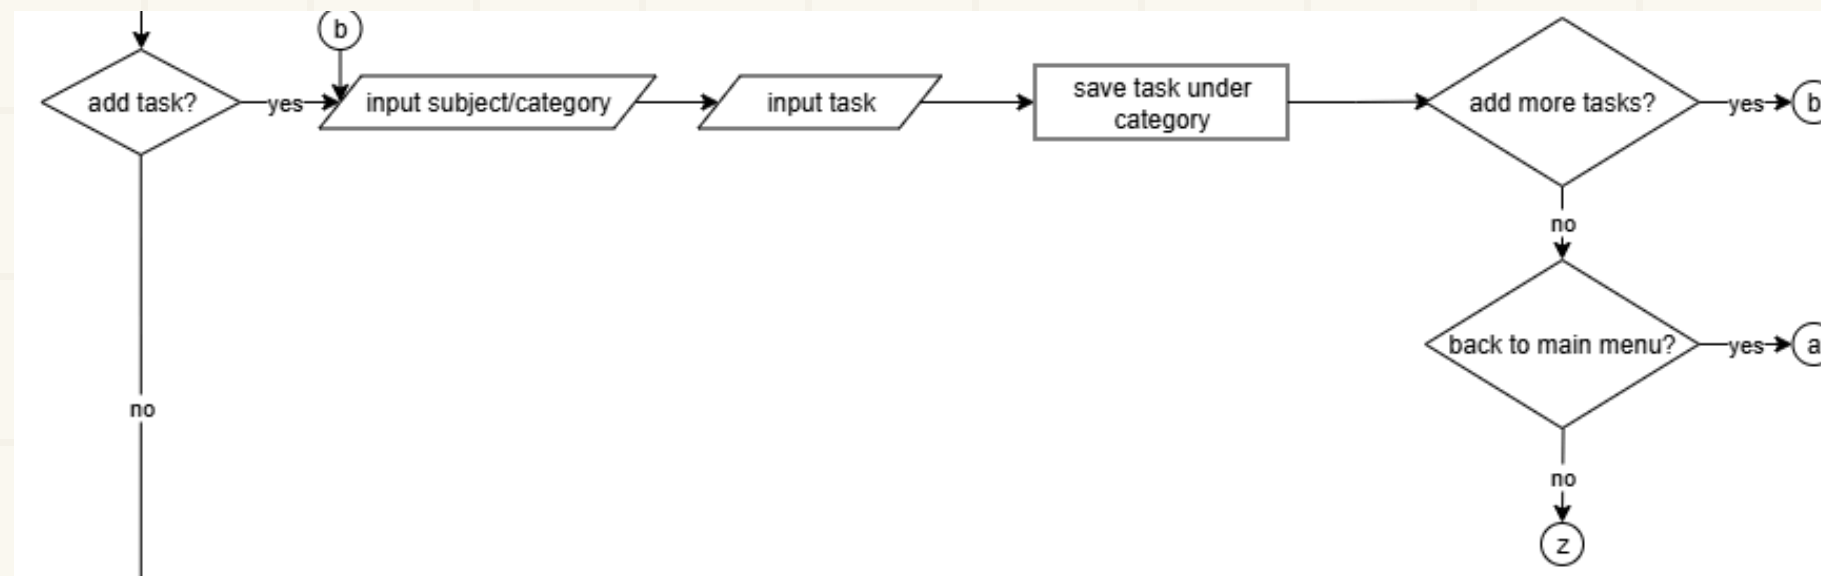 b
add task?
yes
input subject/category
input task
save task under
category
add more tasks?
yes
b
no
back to main menu?
yes
a
no
no
z